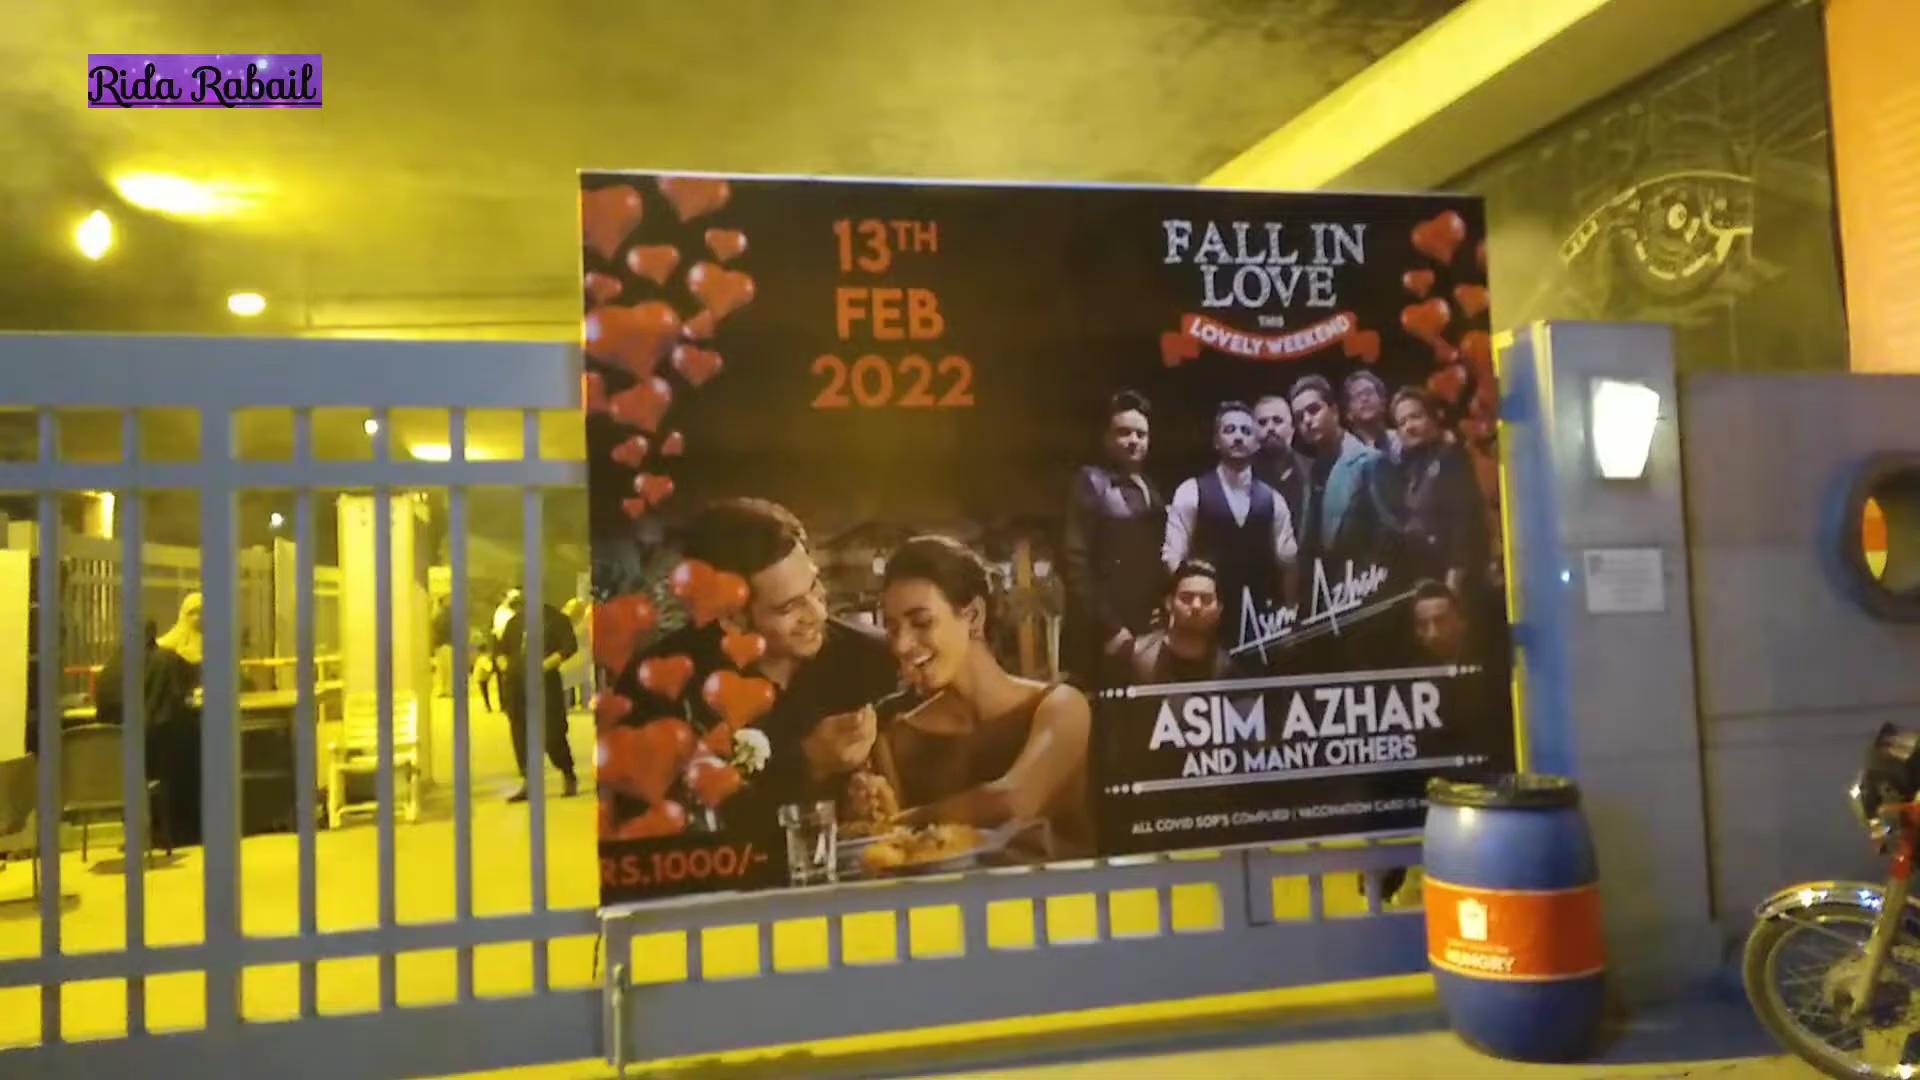 Rida Rabail
13TH
FEB
2022
FALL IN
LOVE
THIS
LOVELY WEEKEND
Asim Azhar
ASIM AZHAR
AND MANY OTHERS
ALL COVID SOP'S COMPLIED | VACCINATION CARD IS
RS.1000/-
HUNGRY